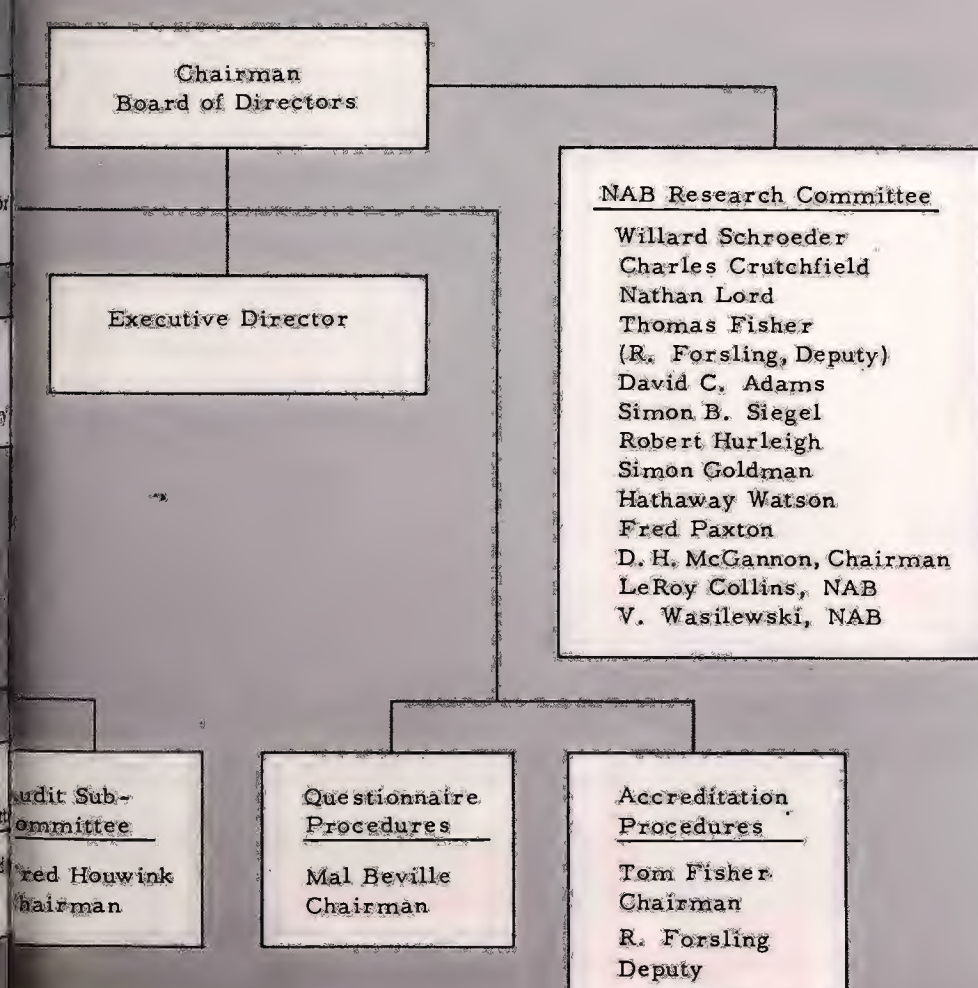 Chairman
Board of Directors
NAB Research Committee
Willard Schroeder
Charles Crutchfield
Nathan Lord
Thomas Fisher
(R. Forsling, Deputy)
David C. Adams
Simon B. Siegel
Robert Hurleigh
Simon Goldman
Hathaway Watson
Fred Paxton
D. H. McGannon, Chairman
LeRoy Collins, NAB
V. Wasilewski, NAB
Executive Director
udit Sub-
ommittee
red Houwink
hairman
Questionnaire
Procedures
Mal Beville
Chairman
Accreditation
Procedures
Tom Fisher
Chairman
R. Forsling
Deputy